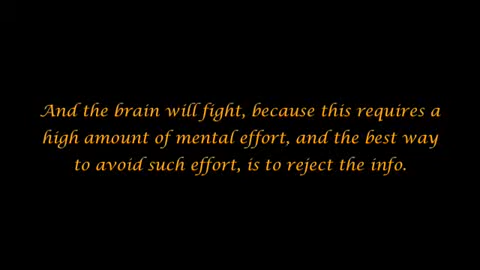 And the brain will fight, because this requires a
high amount of mental effort, and the best way
to avoid such effort, is to reject the info.